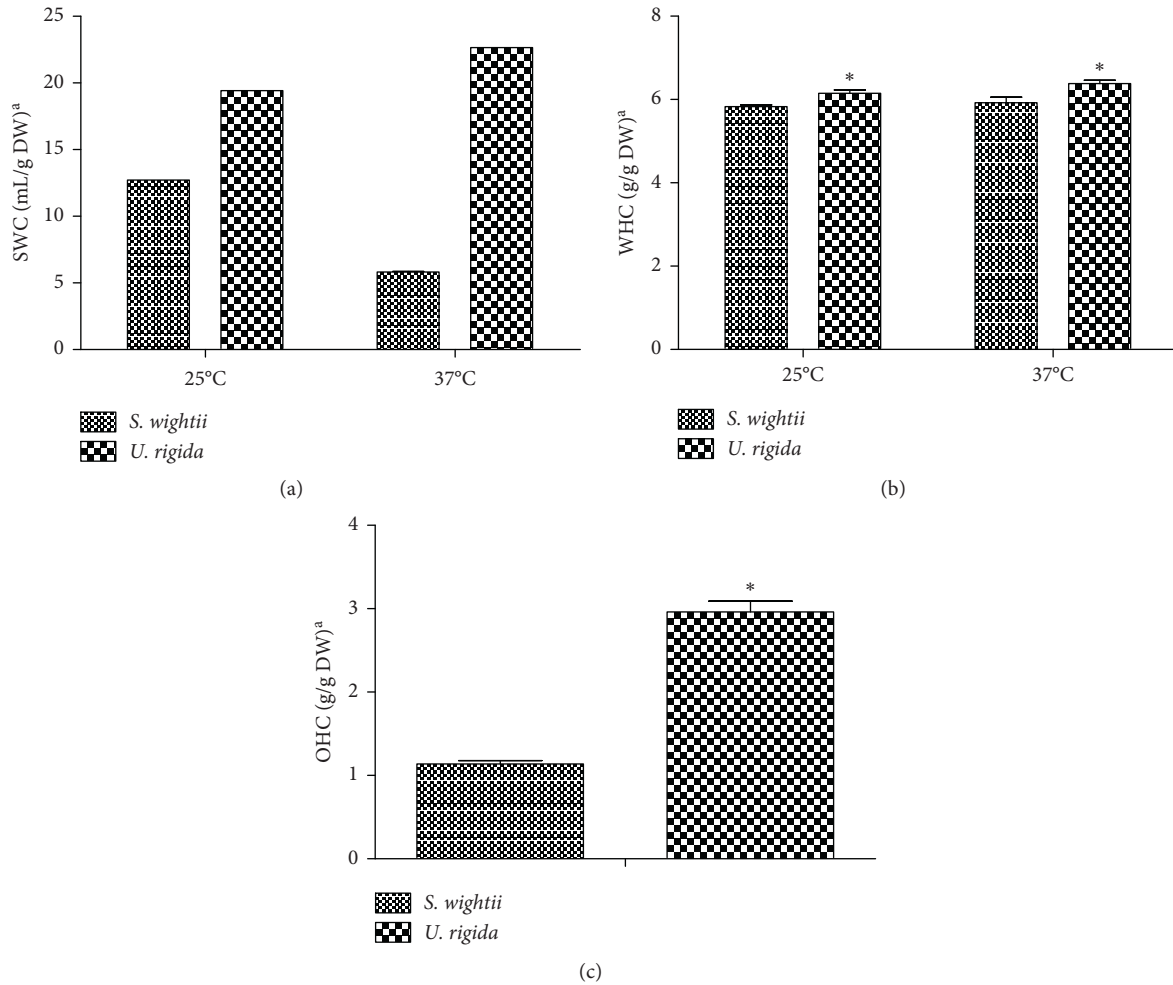 25
20
15
10
5
0
SWC (mL/g DW)ᵃ
25°C
37°C
S. wightii
U. rigida
(a)
8
6
4
2
0
WHC (g/g DW)ᵃ
*
*
25°C
37°C
S. wightii
U. rigida
(b)
4
3
2
1
0
OHC (g/g DW)ᵃ
*
S. wightii
U. rigida
(c)